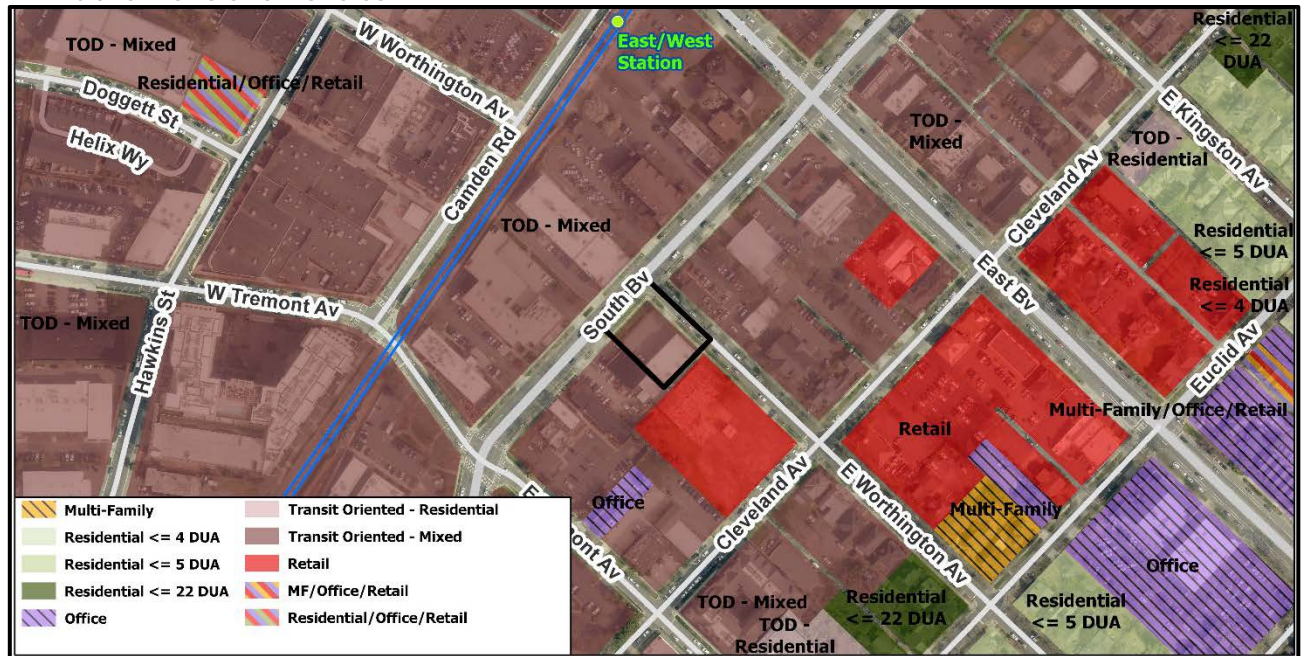 TOD - Mixed
W Worthington Av
East/West
Station
Residential
<= 22
DUA
Residential/Office/Retail
Doggett St
Helix Wy
Camden Rd
TOD -
Mixed
Cleveland Av
E Kingston Av
TOD -
Residential
TOD - Mixed
Residential
<= 5 DUA
South Bv
East Bv
Residential
<= 4 DUA
W Tremont Av
TOD - Mixed
Hawkins St
Euclid Av
Multi-Family/Office/Retail
Retail
Office
Cleveland Av
E Worthington Av
Multi-Family
Office
TOD - Mixed
TOD -
Residential
Residential
<= 22 DUA
Residential
<= 5 DUA
Multi-Family
Residential <= 4 DUA
Residential <= 5 DUA
Residential <= 22 DUA
Office
Transit Oriented - Residential
Transit Oriented - Mixed
Retail
MF/Office/Retail
Residential/Office/Retail